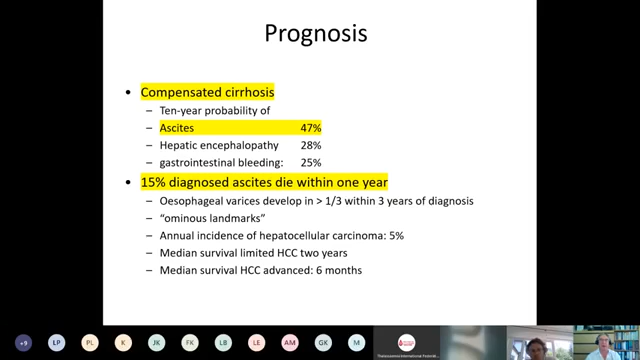 Prognosis
• Compensated cirrhosis
– Ten-year probability of
– Ascites 47%
– Hepatic encephalopathy 28%
– gastrointestinal bleeding: 25%
• 15% diagnosed ascites die within one year
– Oesophageal varices develop in > 1/3 within 3 years of diagnosis
– “ominous landmarks”
– Annual incidence of hepatocellular carcinoma: 5%
– Median survival limited HCC two years
– Median survival HCC advanced: 6 months
+9 LP PL K JK FK LB LE AM GK M
Thalassaemia International Federati...